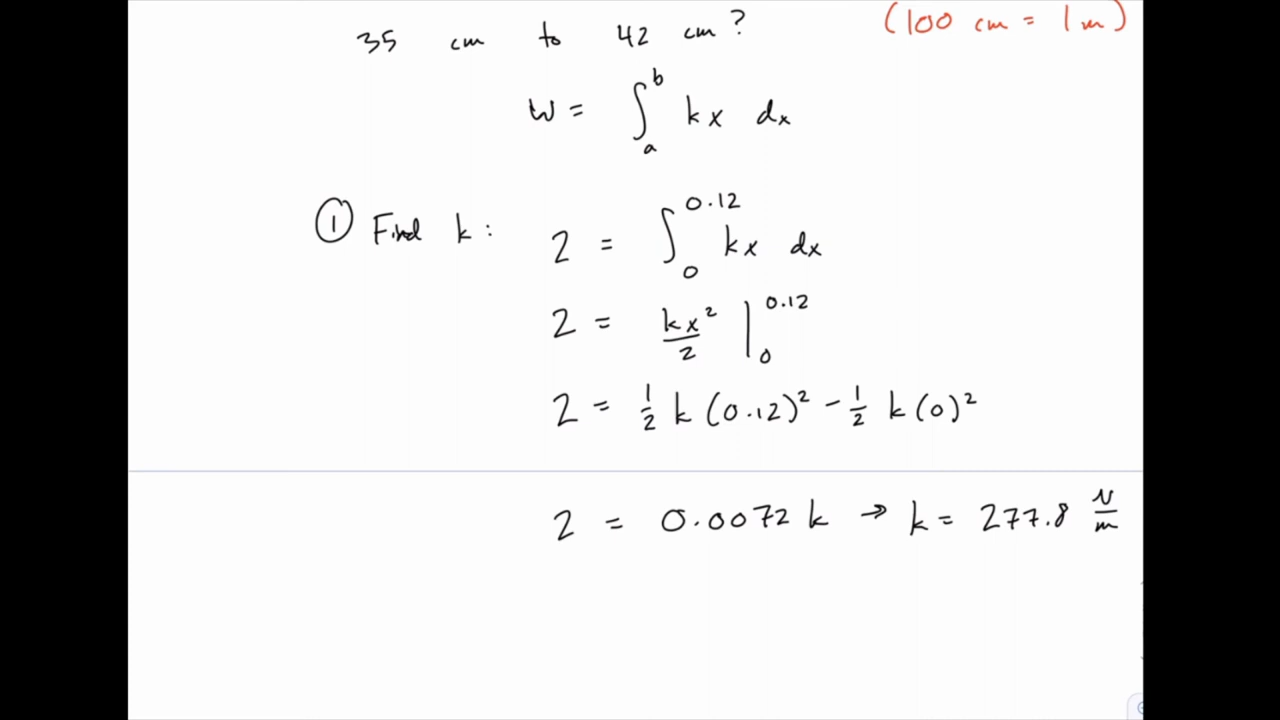 35 cm to 42 cm? (100 cm = 1m)
W = ∫_a^b kx dx
① Find k: 2 = ∫_0^0.12 kx dx
2 = kx²/2 |_0^0.12
2 = 1/2 k (0.12)² - 1/2 k (0)²
2 = 0.0072 k → k = 277.8 N/m